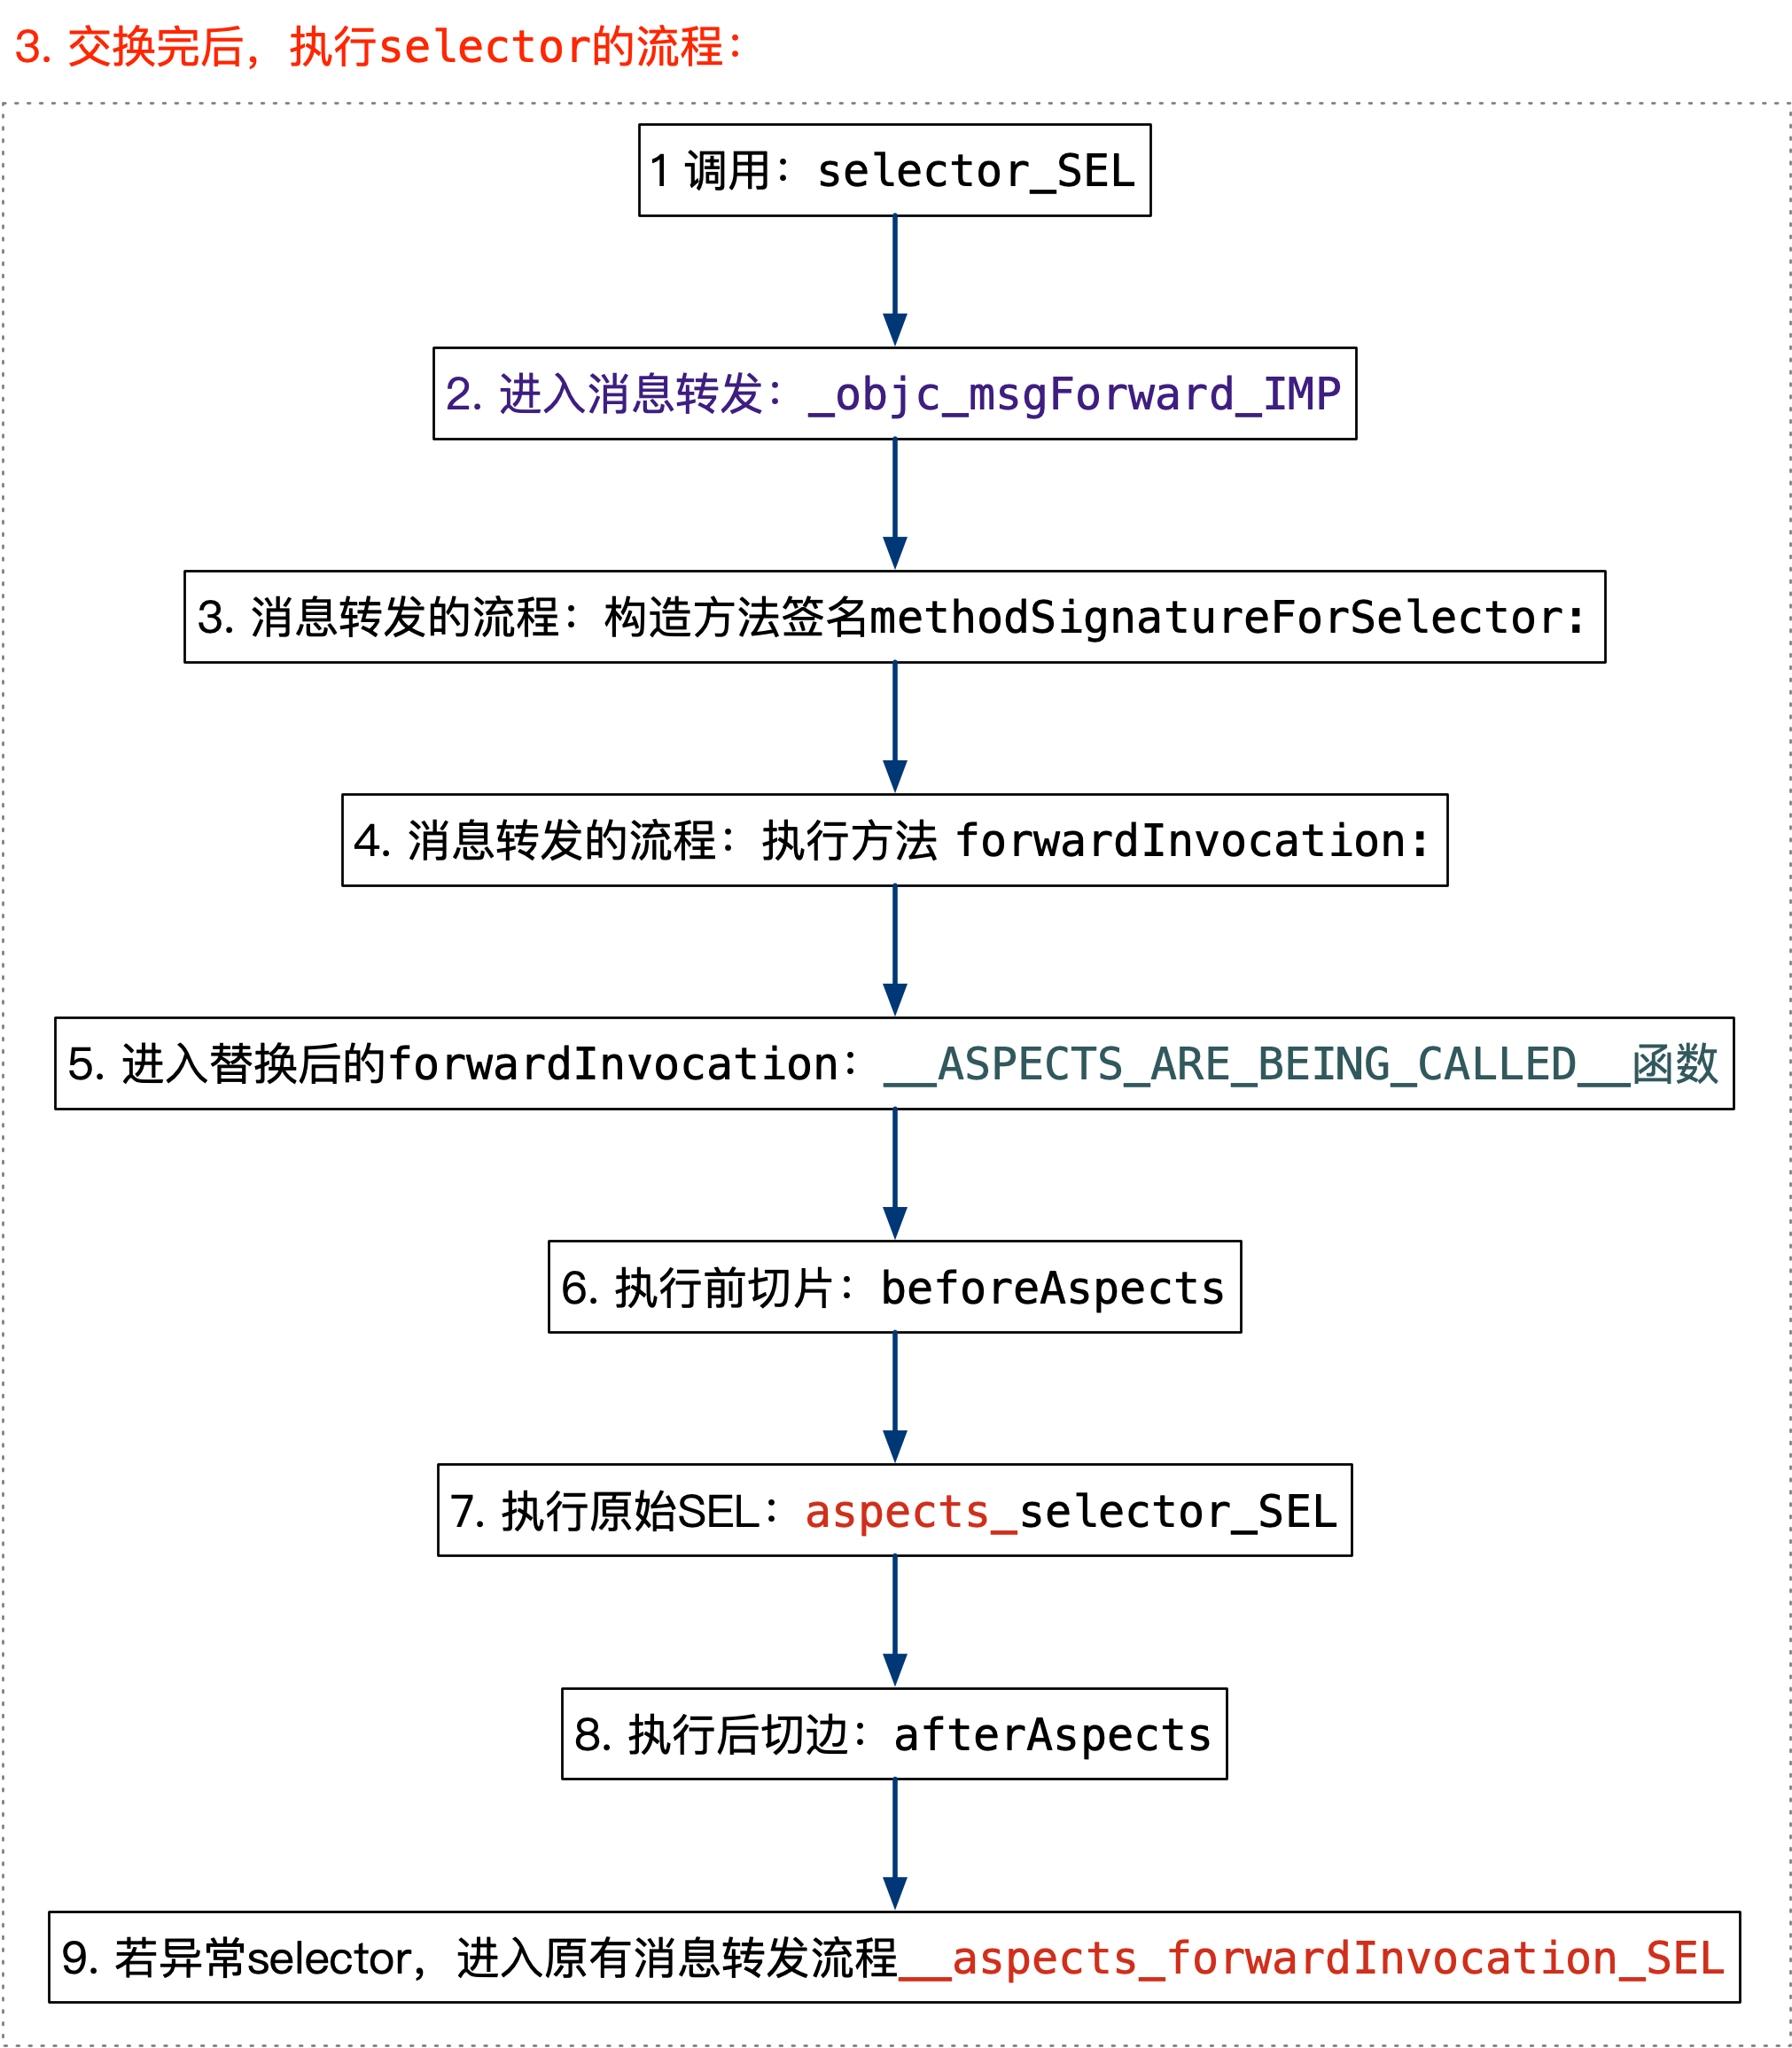 3. 交换完后，执行selector的流程：
1 调用：selector_SEL
2. 进入消息转发：_objc_msgForward_IMP
3. 消息转发的流程：构造方法签名methodSignatureForSelector:
4. 消息转发的流程：执行方法 forwardInvocation:
5. 进入替换后的forwardInvocation：__ASPECTS_ARE_BEING_CALLED__函数
6. 执行前切片：beforeAspects
7. 执行原始SEL：aspects_selector_SEL
8. 执行后切边：afterAspects
9. 若异常selector，进入原有消息转发流程__aspects_forwardInvocation_SEL